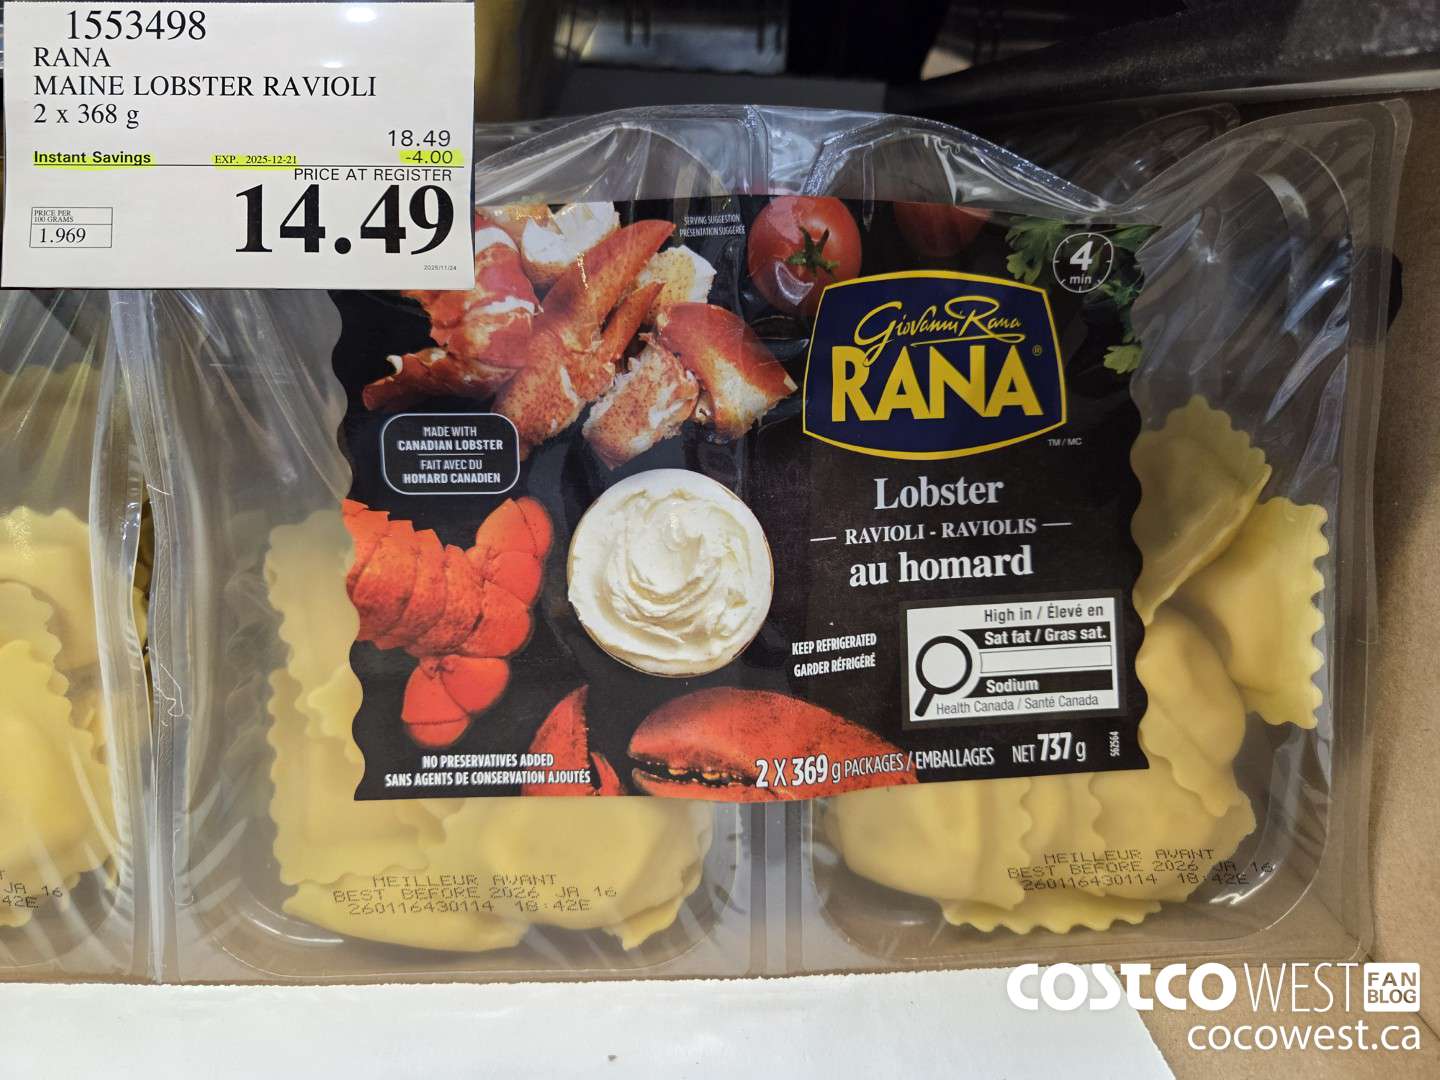 1553498
RANA
MAINE LOBSTER RAVIOLI
2 x 368 g
18.49
Instant Savings EXP. 2025-12-21 -4.00
PRICE AT REGISTER
14.49
PRICE PER
100 GRAMS
1.969
2025/11/24
SERVING SUGGESTION
PRÉSENTATION SUGGÉRÉE
4
min
Giovanni Rana
RANA®
TM / MC
MADE WITH
CANADIAN LOBSTER
FAIT AVEC DU
HOMARD CANADIEN
Lobster
RAVIOLI - RAVIOLIS
au homard
KEEP REFRIGERATED
GARDER RÉFRIGÉRÉ
High in / Élevé en
Sat fat / Gras sat.
Sodium
Health Canada / Santé Canada
NO PRESERVATIVES ADDED
SANS AGENTS DE CONSERVATION AJOUTÉS
2 X 369 g PACKAGES / EMBALLAGES NET 737 g
562564
MEILLEUR AVANT
BEST BEFORE 2026 JA 16
260116430114 18:42E
MEILLEUR AVANT
BEST BEFORE 2026 JA 16
260116430114 18:42E
JA 16
42E
COSTCO WEST FAN BLOG
cocowest.ca